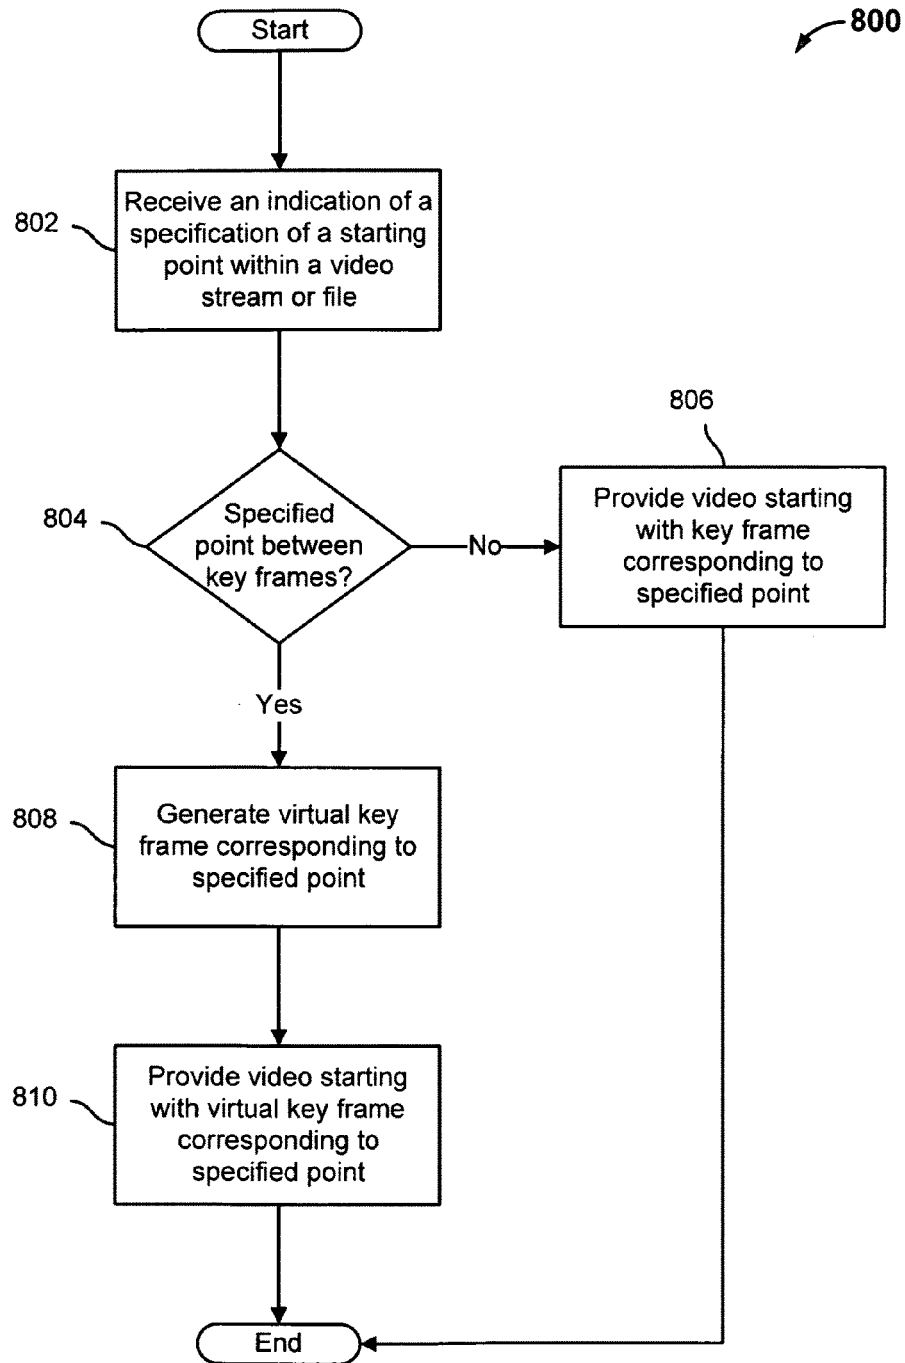 Start
800
802
Receive an indication of a
specification of a starting
point within a video
stream or file
804
Specified
point between
key frames?
No
806
Provide video starting
with key frame
corresponding to
specified point
Yes
808
Generate virtual key
frame corresponding to
specified point
810
Provide video starting
with virtual key frame
corresponding to
specified point
End